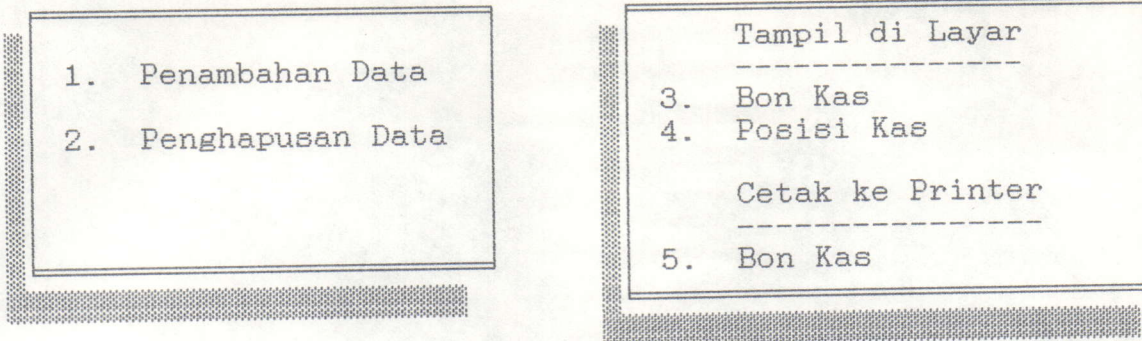 1. Penambahan Data
2. Penghapusan Data
Tampil di Layar
---------------
3. Bon Kas
4. Posisi Kas
Cetak ke Printer
----------------
5. Bon Kas